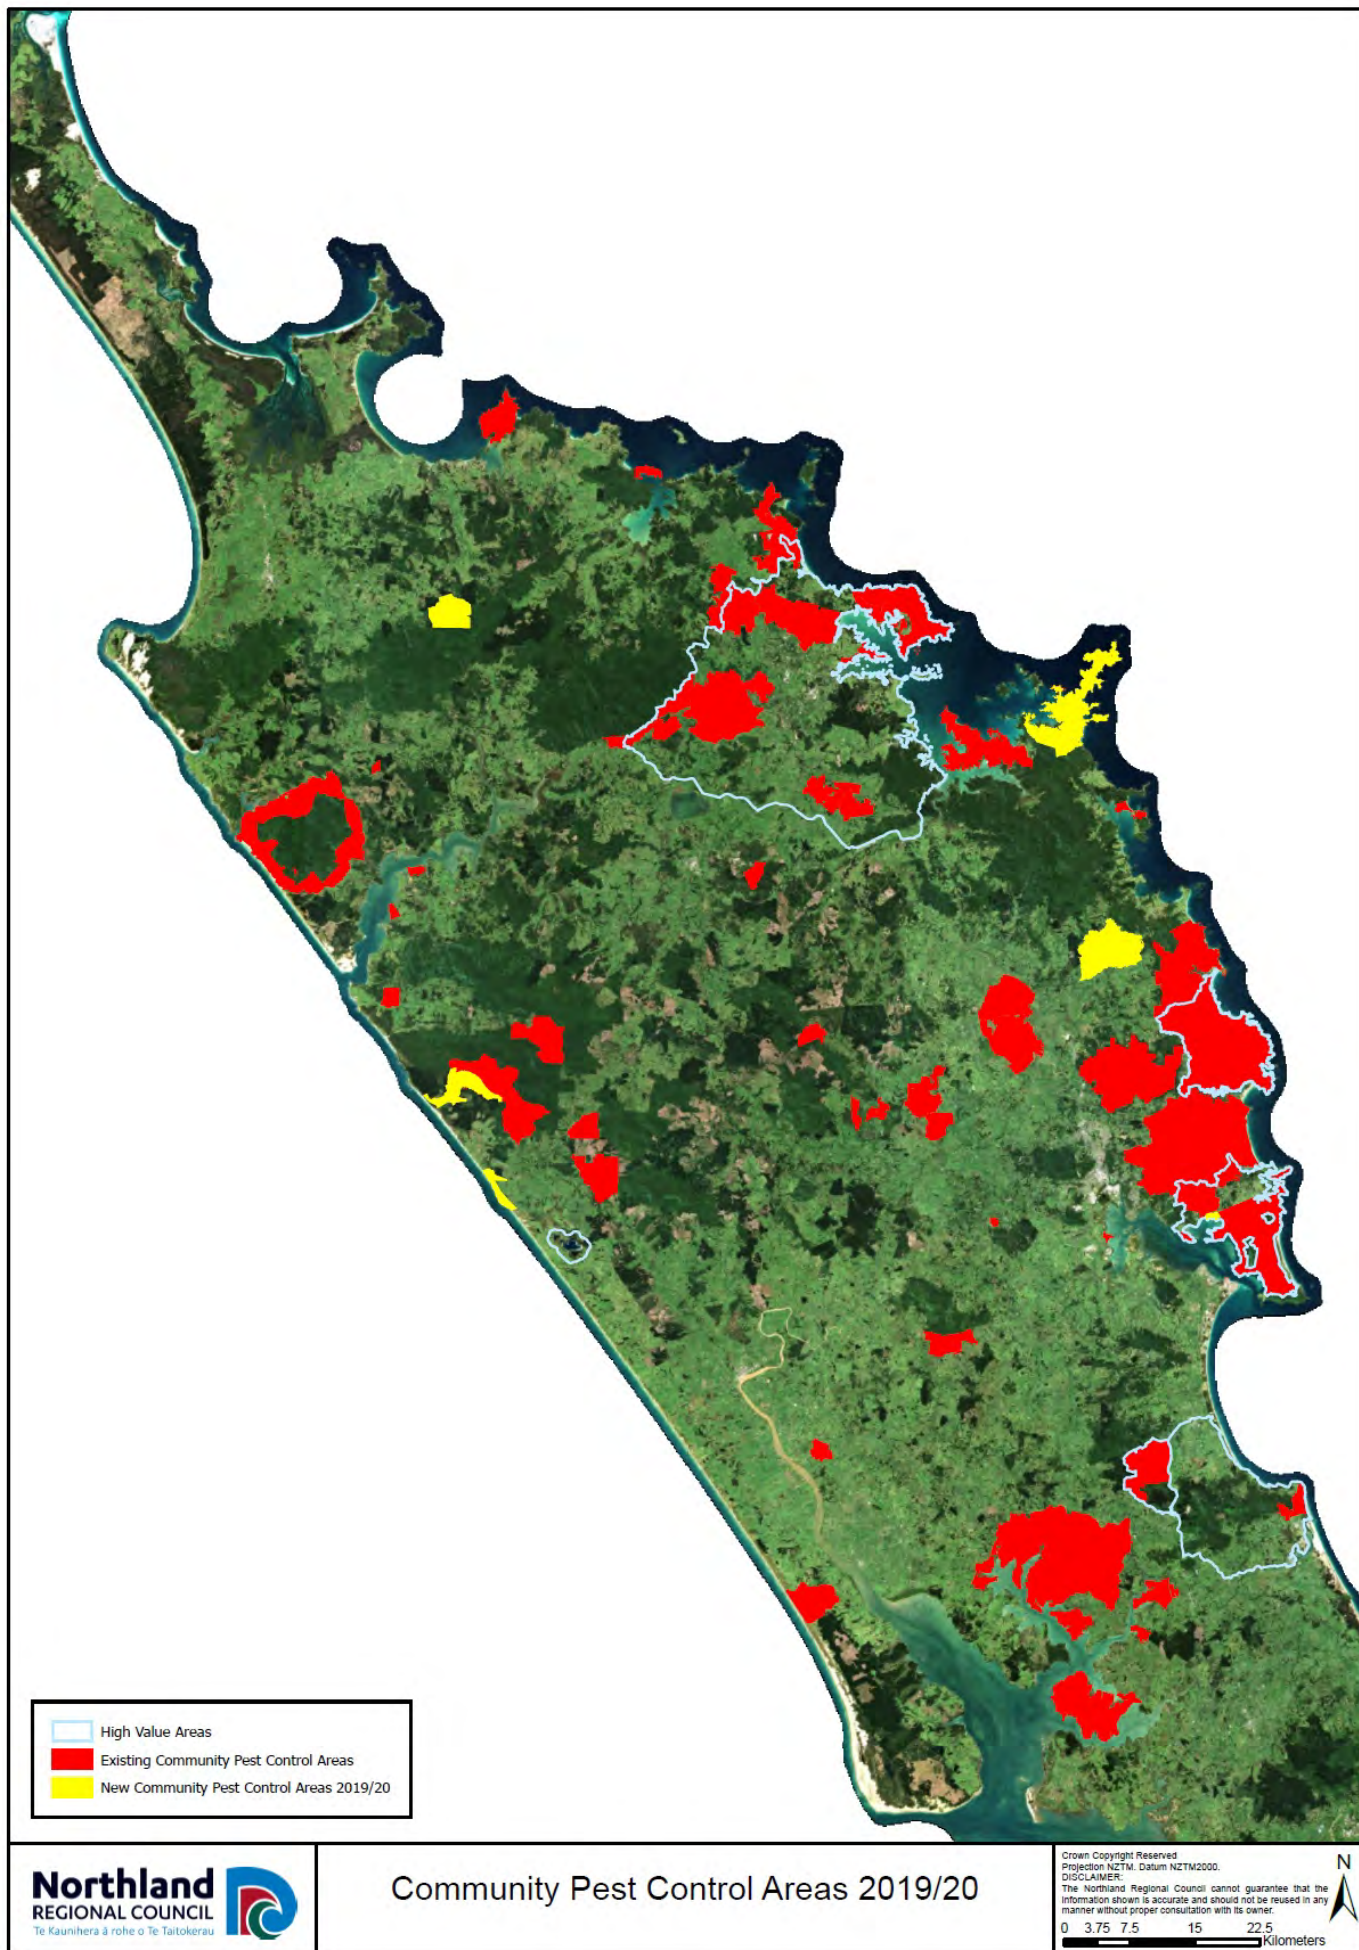 High Value Areas
Existing Community Pest Control Areas
New Community Pest Control Areas 2019/20
Northland
REGIONAL COUNCIL
Te Kaunihera ā rohe o Te Taitokerau
Community Pest Control Areas 2019/20
Crown Copyright Reserved
Projection NZTM. Datum NZTM2000.
DISCLAIMER:
The Northland Regional Council cannot guarantee that the
information shown is accurate and should not be reused in any
manner without proper consultation with its owner.
N
0 3.75 7.5 15 22.5
Kilometers